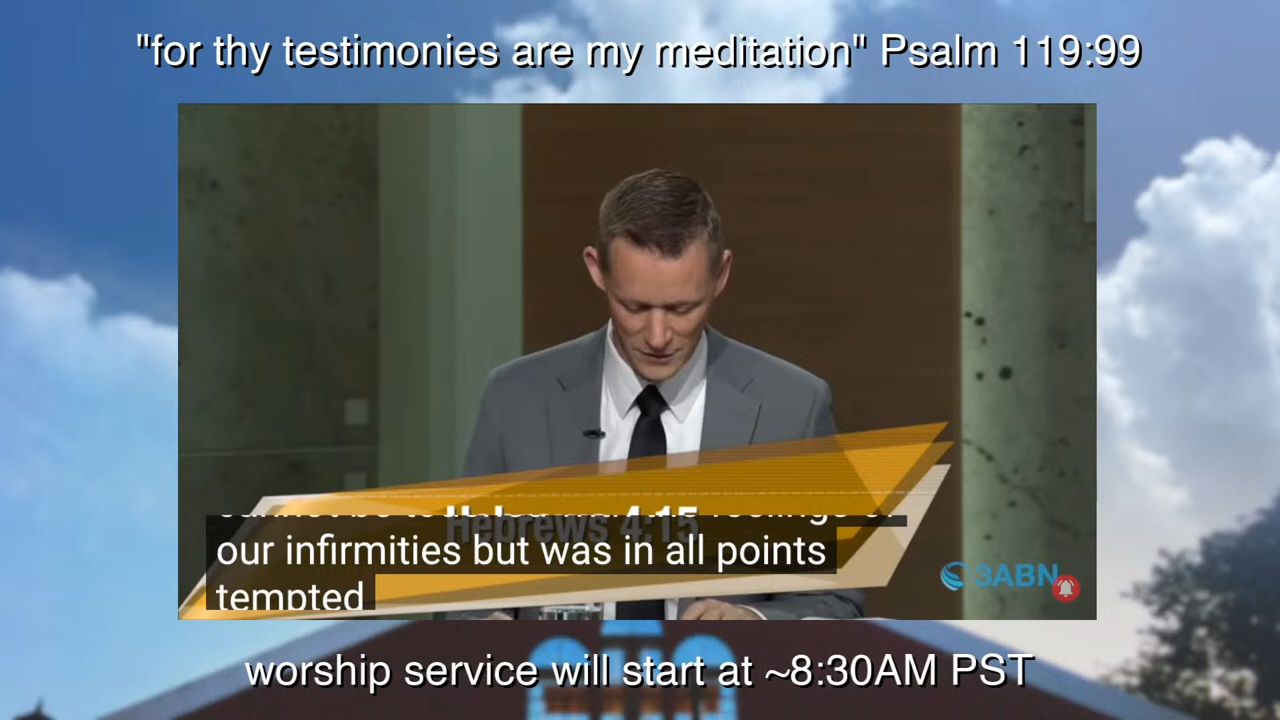 "for thy testimonies are my meditation" Psalm 119:99
Hebrews 4:15
our infirmities but was in all points
tempted
3ABN
worship service will start at ~8:30AM PST